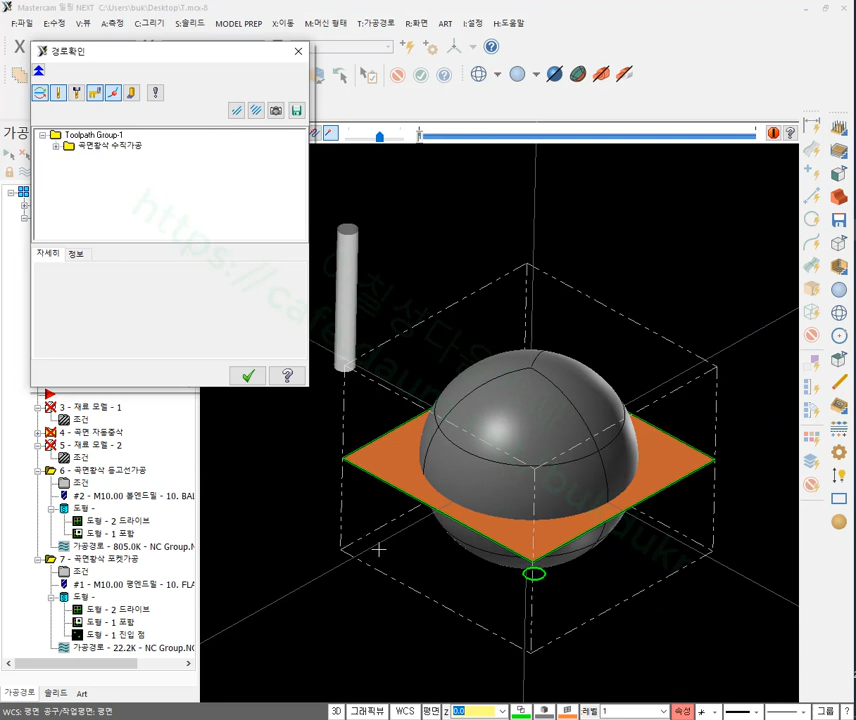 Mastercam 밀링 NEXT C:\Users\buk\Desktop\T.mcx-8
F:파일 E:수정 V:뷰 A:측정 C:그리기 S:솔리드 MODEL PREP X:이동 M:머신 형태 T:가공경로 R:화면 ART I:설정 H:도움말
경로확인
Toolpath Group-1
곡면황삭 수직가공
자세히 정보
3 - 재료 모델 - 1
조건
4 - 곡면 자동황삭
5 - 재료 모델 - 2
조건
6 - 곡면황삭 등고선가공
조건
#2 - M10.00 볼엔드밀 - 10. BAL
도형 -
도형 - 2 드라이브
도형 - 1 포함
가공경로 - 805.0K - NC Group.N
7 - 곡면황삭 포켓가공
조건
#1 - M10.00 평엔드밀 - 10. FLA
도형 -
도형 - 2 드라이브
도형 - 1 포함
도형 - 1 진입 점
가공경로 - 22.2K - NC Group.NC
가공경로 솔리드 Art
3D 그래픽뷰 WCS 평면 Z 0.0 레벨 1 속성 그룹 ?
WCS: 평면 공구/작업평면: 평면